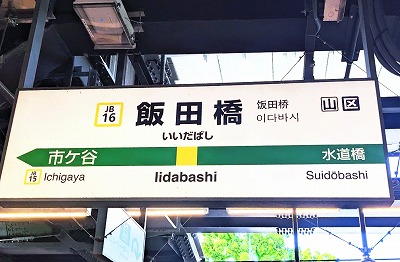 JB
16
飯田橋
いいだばし
饭田桥
이다바시
山区
市ケ谷
水道橋
JB
15
Ichigaya
Iidabashi
Suidōbashi